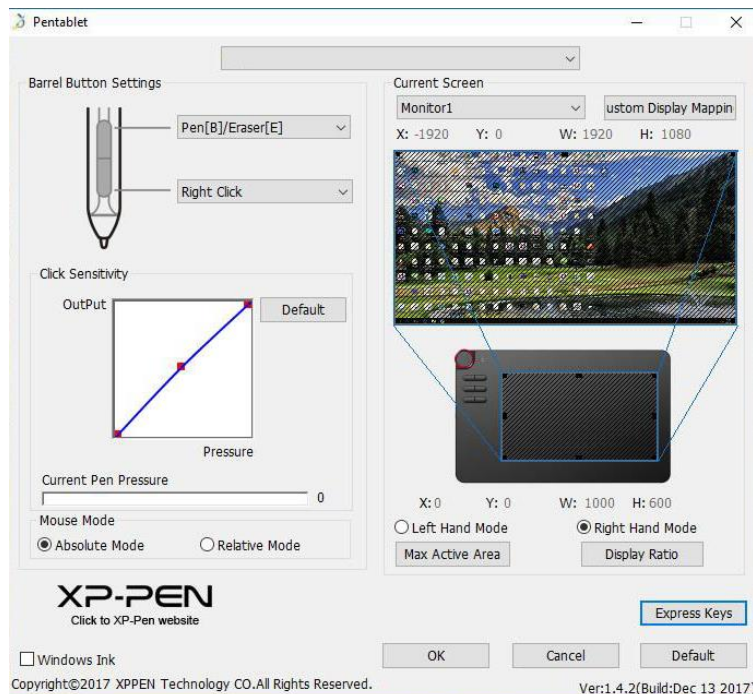 Pentablet
Barrel Button Settings
Pen[B]/Eraser[E]
Right Click
Click Sensitivity
OutPut
Default
Pressure
Current Pen Pressure
0
Mouse Mode
Absolute Mode
Relative Mode
XP-PEN
Click to XP-Pen website
Windows Ink
Copyright©2017 XPPEN Technology CO.All Rights Reserved.
Current Screen
Monitor1
ustom Display Mappin
X: -1920 Y: 0 W: 1920 H: 1080
X: 0 Y: 0 W: 1000 H: 600
Left Hand Mode
Right Hand Mode
Max Active Area
Display Ratio
Express Keys
OK
Cancel
Default
Ver:1.4.2(Build:Dec 13 2017)